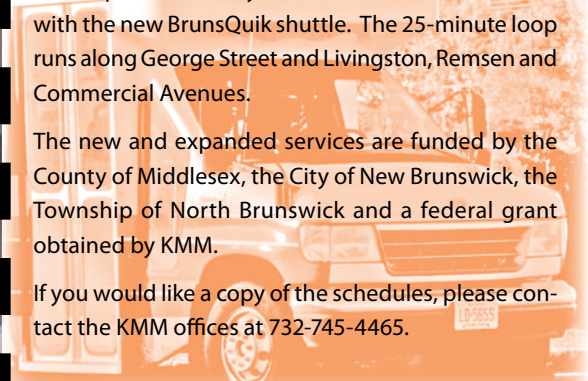 with the new BrunsQuik shuttle. The 25-minute loop
runs along George Street and Livingston, Remsen and
Commercial Avenues.
The new and expanded services are funded by the
County of Middlesex, the City of New Brunswick, the
Township of North Brunswick and a federal grant
obtained by KMM.
If you would like a copy of the schedules, please con-
tact the KMM offices at 732-745-4465.